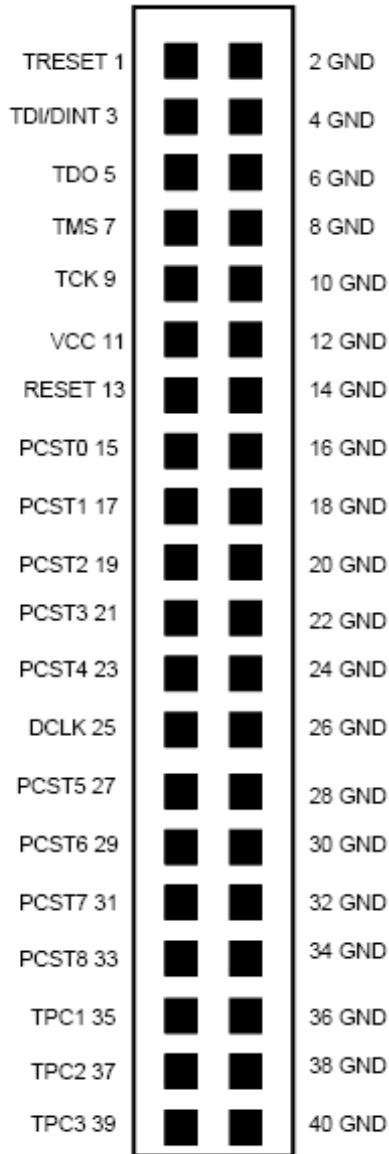 TRESET 1 2 GND
TDI/DINT 3 4 GND
TDO 5 6 GND
TMS 7 8 GND
TCK 9 10 GND
VCC 11 12 GND
RESET 13 14 GND
PCST0 15 16 GND
PCST1 17 18 GND
PCST2 19 20 GND
PCST3 21 22 GND
PCST4 23 24 GND
DCLK 25 26 GND
PCST5 27 28 GND
PCST6 29 30 GND
PCST7 31 32 GND
PCST8 33 34 GND
TPC1 35 36 GND
TPC2 37 38 GND
TPC3 39 40 GND